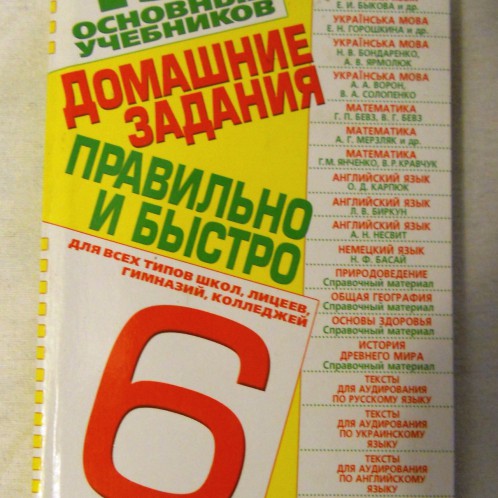 ОСНОВНЫХ
УЧЕБНИКОВ
ДОМАШНИЕ
ЗАДАНИЯ
ПРАВИЛЬНО
И БЫСТРО
ДЛЯ ВСЕХ ТИПОВ ШКОЛ, ЛИЦЕЕВ,
ГИМНАЗИЙ, КОЛЛЕДЖЕЙ
6
Е. И. БЫКОВА и др.
УКРАЇНСЬКА МОВА
Е. Н. ГОРОШКИНА и др.
УКРАЇНСЬКА МОВА
Н. В. БОНДАРЕНКО,
А. В. ЯРМОЛЮК
УКРАЇНСЬКА МОВА
А. А. ВОРОН,
В. А. СОЛОПЕНКО
МАТЕМАТИКА
Г. П. БЕВЗ, В. Г. БЕВЗ
МАТЕМАТИКА
А. Г. МЕРЗЛЯК и др.
МАТЕМАТИКА
Г.М. ЯНЧЕНКО, В.Р. КРАВЧУК
АНГЛИЙСКИЙ ЯЗЫК
О. Д. КАРПЮК
АНГЛИЙСКИЙ ЯЗЫК
Л. В. БИРКУН
АНГЛИЙСКИЙ ЯЗЫК
А. Н. НЕСВИТ
НЕМЕЦКИЙ ЯЗЫК
Н. Ф. БАСАЙ
ПРИРОДОВЕДЕНИЕ
Справочный материал
ОБЩАЯ ГЕОГРАФИЯ
Справочный материал
ОСНОВЫ ЗДОРОВЬЯ
Справочный материал
ИСТОРИЯ
ДРЕВНЕГО МИРА
Справочный материал
ТЕКСТЫ
ДЛЯ АУДИРОВАНИЯ
ПО РУССКОМУ ЯЗЫКУ
ТЕКСТЫ
ДЛЯ АУДИРОВАНИЯ
ПО УКРАИНСКОМУ
ЯЗЫКУ
ТЕКСТЫ
ДЛЯ АУДИРОВАНИЯ
ПО АНГЛИЙСКОМУ
ЯЗЫКУ